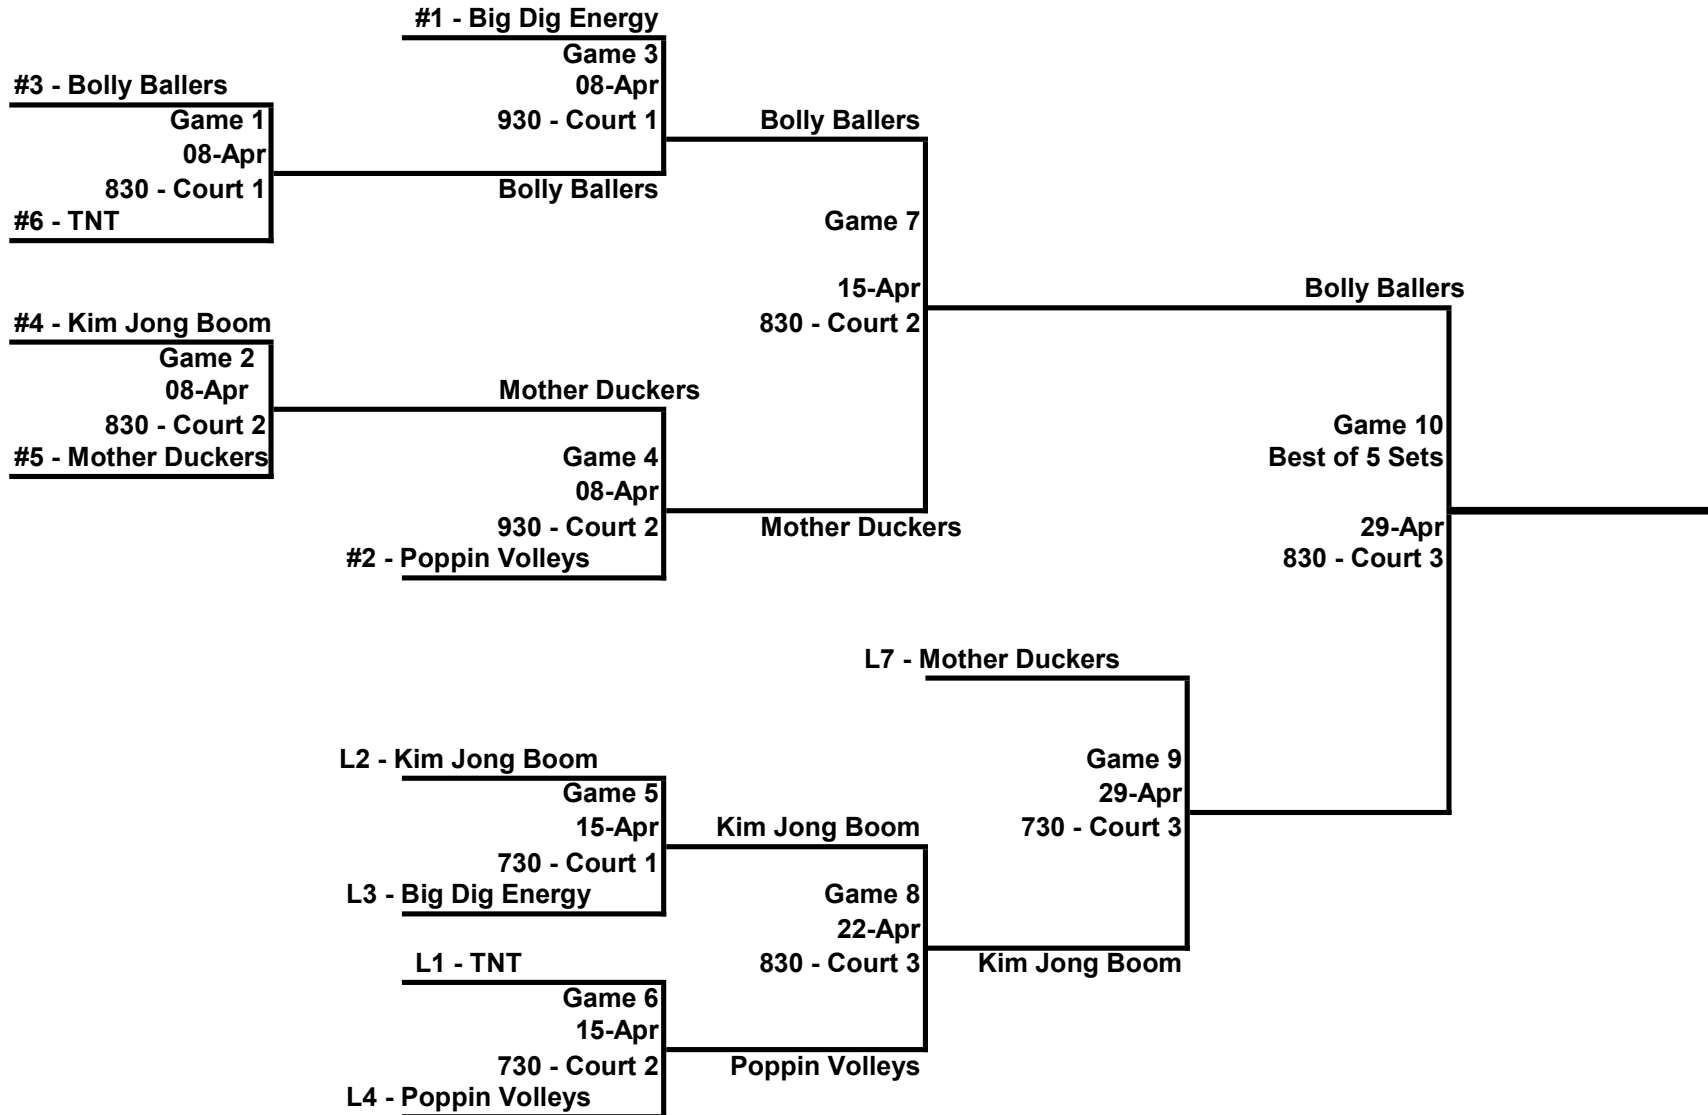 #1 - Big Dig Energy
Game 3
08-Apr
930 - Court 1
#3 - Bolly Ballers
Game 1
08-Apr
830 - Court 1
#6 - TNT
Bolly Ballers
Bolly Ballers
Game 7
15-Apr
830 - Court 2
Bolly Ballers
#4 - Kim Jong Boom
Game 2
08-Apr
830 - Court 2
#5 - Mother Duckers
Mother Duckers
Game 4
08-Apr
930 - Court 2
#2 - Poppin Volleys
Mother Duckers
Game 10
Best of 5 Sets
29-Apr
830 - Court 3
L7 - Mother Duckers
Game 9
29-Apr
730 - Court 3
L2 - Kim Jong Boom
Game 5
15-Apr
730 - Court 1
L3 - Big Dig Energy
Kim Jong Boom
Game 8
22-Apr
830 - Court 3
Kim Jong Boom
L1 - TNT
Game 6
15-Apr
730 - Court 2
L4 - Poppin Volleys
Poppin Volleys